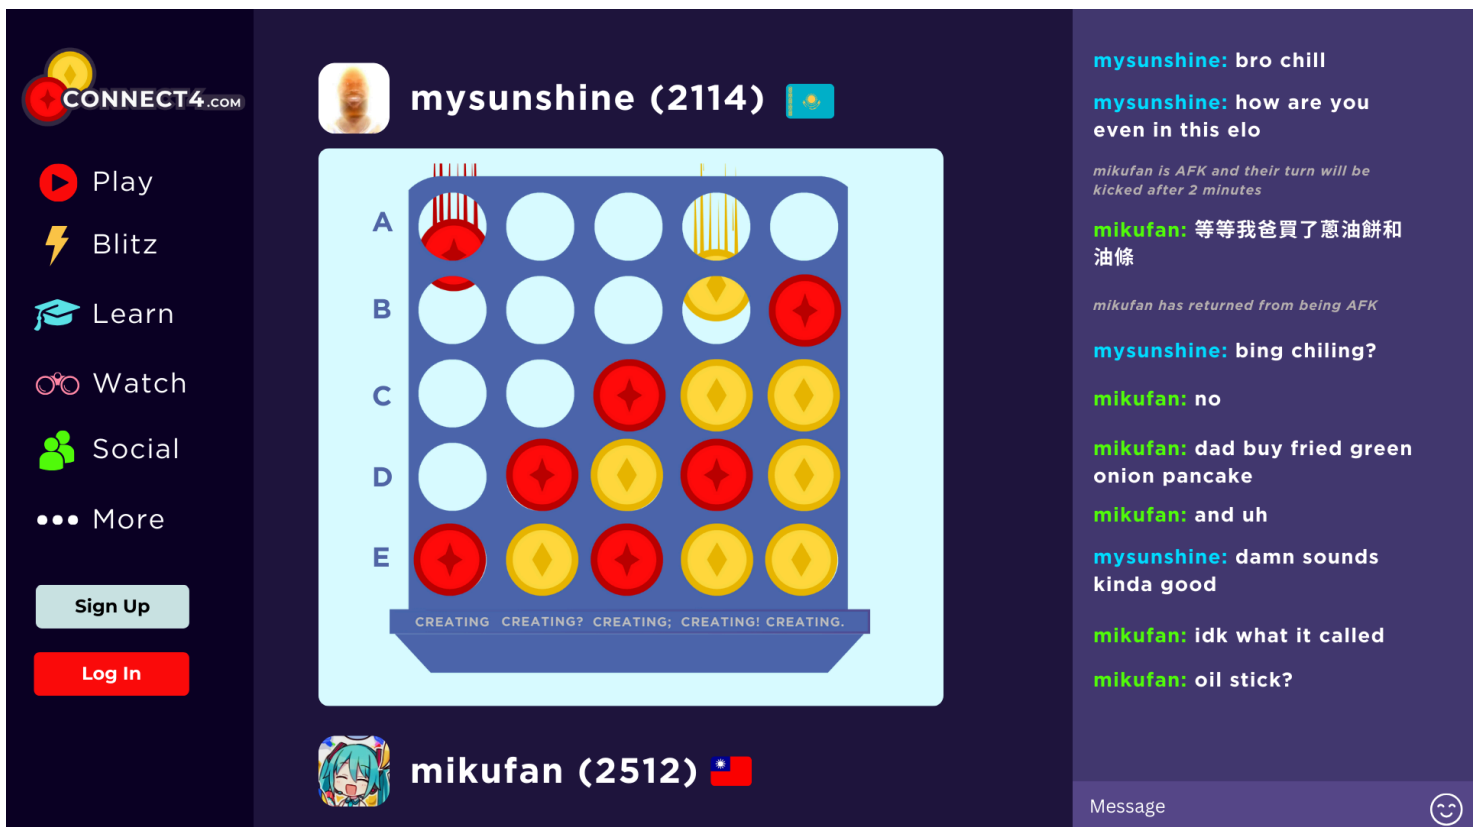 CONNECT4.COM
Play
Blitz
Learn
Watch
Social
More
Sign Up
Log In
mysunshine (2114)
A
B
C
D
E
CREATING CREATING? CREATING; CREATING! CREATING.
mikufan (2512)
mysunshine: bro chill
mysunshine: how are you
even in this elo
mikufan is AFK and their turn will be
kicked after 2 minutes
mikufan: 等等我爸買了蔥油餅和
油條
mikufan has returned from being AFK
mysunshine: bing chiling?
mikufan: no
mikufan: dad buy fried green
onion pancake
mikufan: and uh
mysunshine: damn sounds
kinda good
mikufan: idk what it called
mikufan: oil stick?
Message